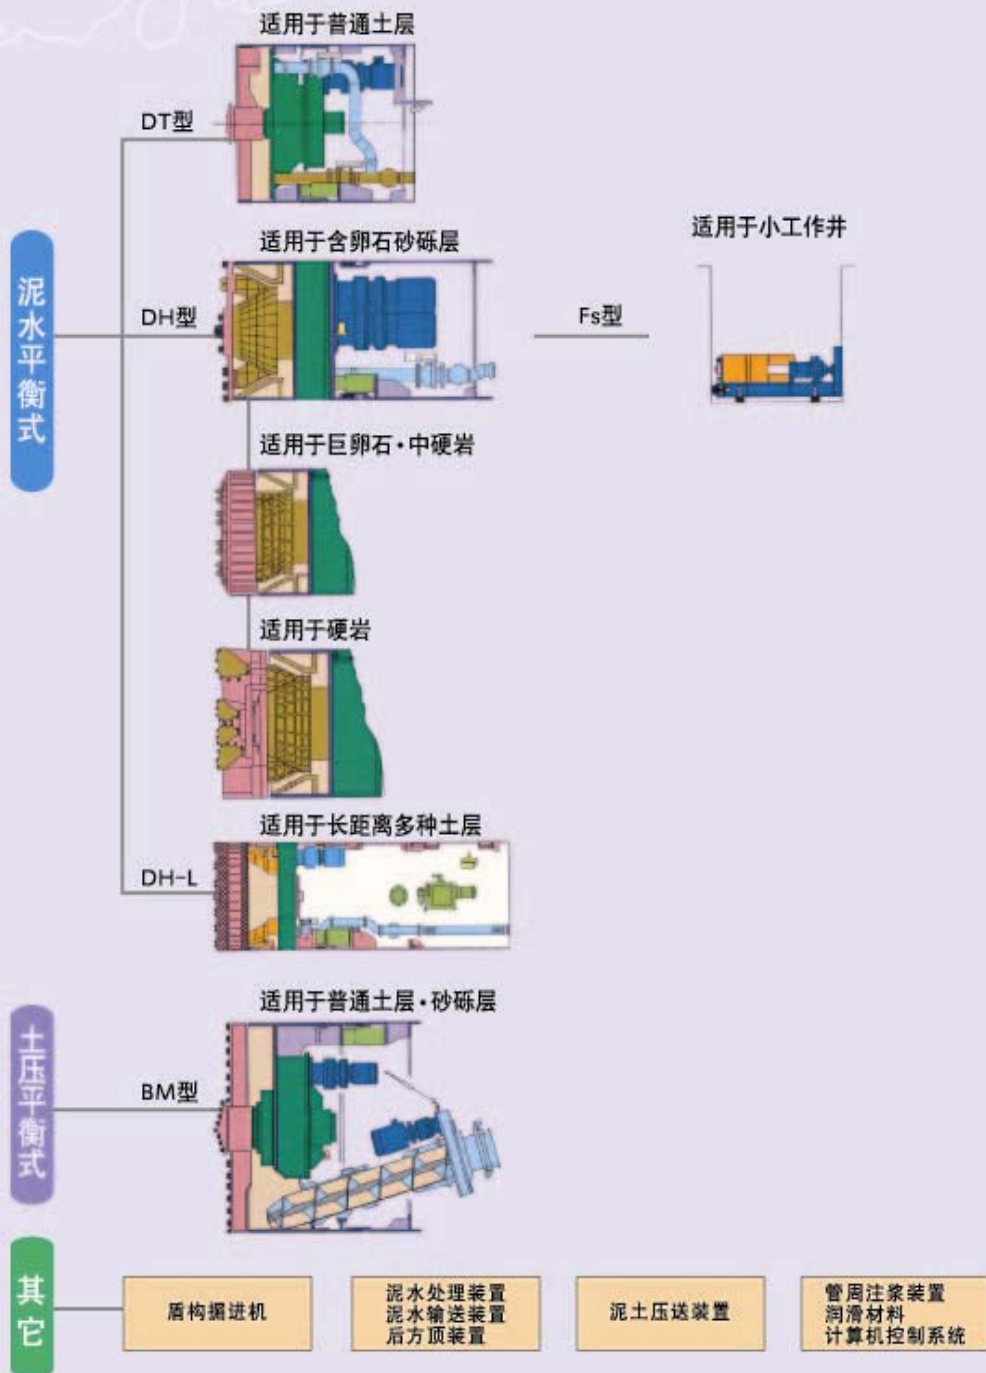 适用于普通土层
DT型
泥水平衡式
适用于含卵石砂砾层
DH型
Fs型
适用于小工作井
适用于巨卵石·中硬岩
适用于硬岩
适用于长距离多种土层
DH-L
土压平衡式
适用于普通土层·砂砾层
BM型
其它
盾构掘进机
泥水处理装置
泥水输送装置
后方顶装置
泥土压送装置
管周注浆装置
润滑材料
计算机控制系统